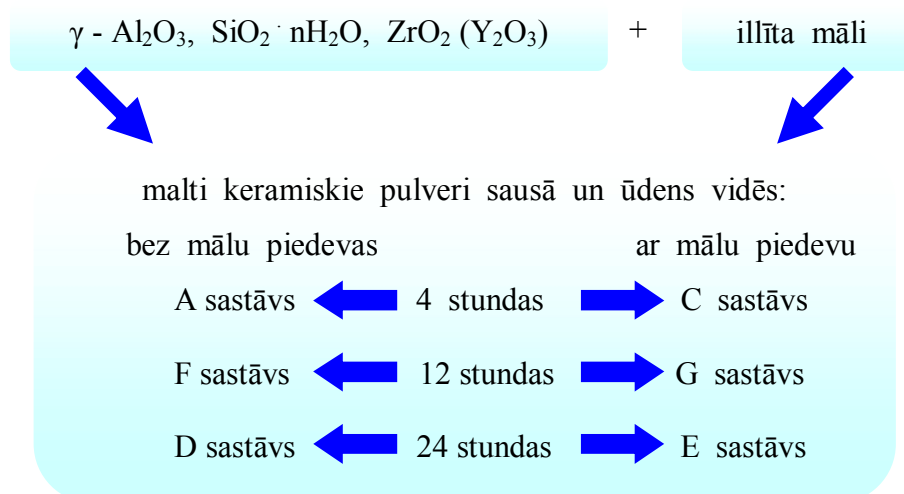 γ - Al₂O₃, SiO₂ · nH₂O, ZrO₂ (Y₂O₃) + illīta māli
malti keramiskie pulveri sausā un ūdens vidēs:
bez mālu piedevas ar mālu piedevu
A sastāvs 4 stundas C sastāvs
F sastāvs 12 stundas G sastāvs
D sastāvs 24 stundas E sastāvs